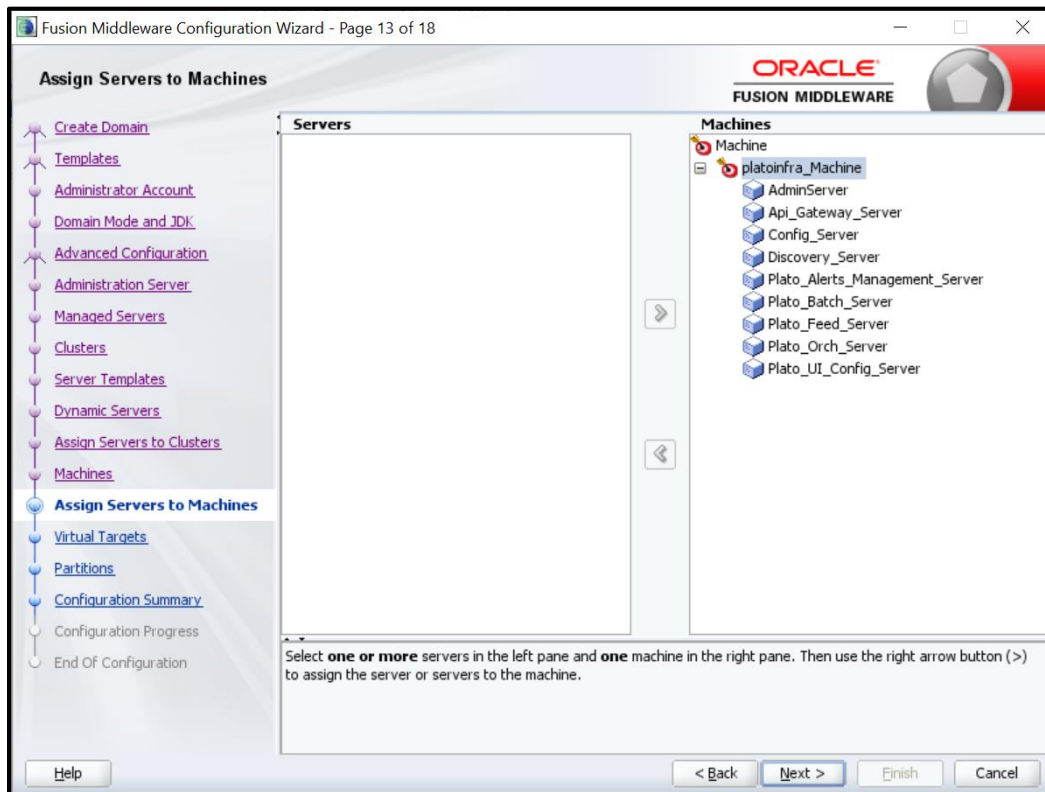 Fusion Middleware Configuration Wizard - Page 13 of 18
Assign Servers to Machines
ORACLE
FUSION MIDDLEWARE
Create Domain
Templates
Administrator Account
Domain Mode and JDK
Advanced Configuration
Administration Server
Managed Servers
Clusters
Server Templates
Dynamic Servers
Assign Servers to Clusters
Machines
Assign Servers to Machines
Virtual Targets
Partitions
Configuration Summary
Configuration Progress
End Of Configuration
Servers
Machines
Machine
platoinfra_Machine
AdminServer
Api_Gateway_Server
Config_Server
Discovery_Server
Plato_Alerts_Management_Server
Plato_Batch_Server
Plato_Feed_Server
Plato_Orch_Server
Plato_UI_Config_Server
Select one or more servers in the left pane and one machine in the right pane. Then use the right arrow button (>)
to assign the server or servers to the machine.
Help
< Back
Next >
Finish
Cancel